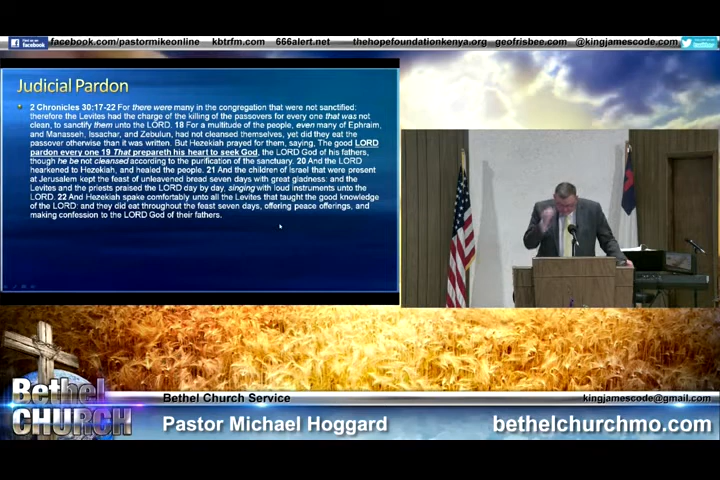 Find us on facebook facebook.com/pastormikeonline kbtrfm.com 666alert.net thehopefoundationkenya.org geofrisbee.com @kingjamescode.com
Judicial Pardon
2 Chronicles 30:17-22 For there were many in the congregation that were not sanctified:
therefore the Levites had the charge of the killing of the passovers for every one that was not
clean, to sanctify them unto the LORD. 18 For a multitude of the people, even many of Ephraim,
and Manasseh, Issachar, and Zebulun, had not cleansed themselves, yet did they eat the
passover otherwise than it was written. But Hezekiah prayed for them, saying, The good LORD
pardon every one 19 That prepareth his heart to seek God, the LORD God of his fathers,
though he be not cleansed according to the purification of the sanctuary. 20 And the LORD
hearkened to Hezekiah, and healed the people. 21 And the children of Israel that were present
at Jerusalem kept the feast of unleavened bread seven days with great gladness: and the
Levites and the priests praised the LORD day by day, singing with loud instruments unto the
LORD. 22 And Hezekiah spake comfortably unto all the Levites that taught the good knowledge
of the LORD: and they did eat throughout the feast seven days, offering peace offerings, and
making confession to the LORD God of their fathers.
Bethel
CHURCH
Bethel Church Service kingjamescode@gmail.com
Pastor Michael Hoggard bethelchurchmo.com